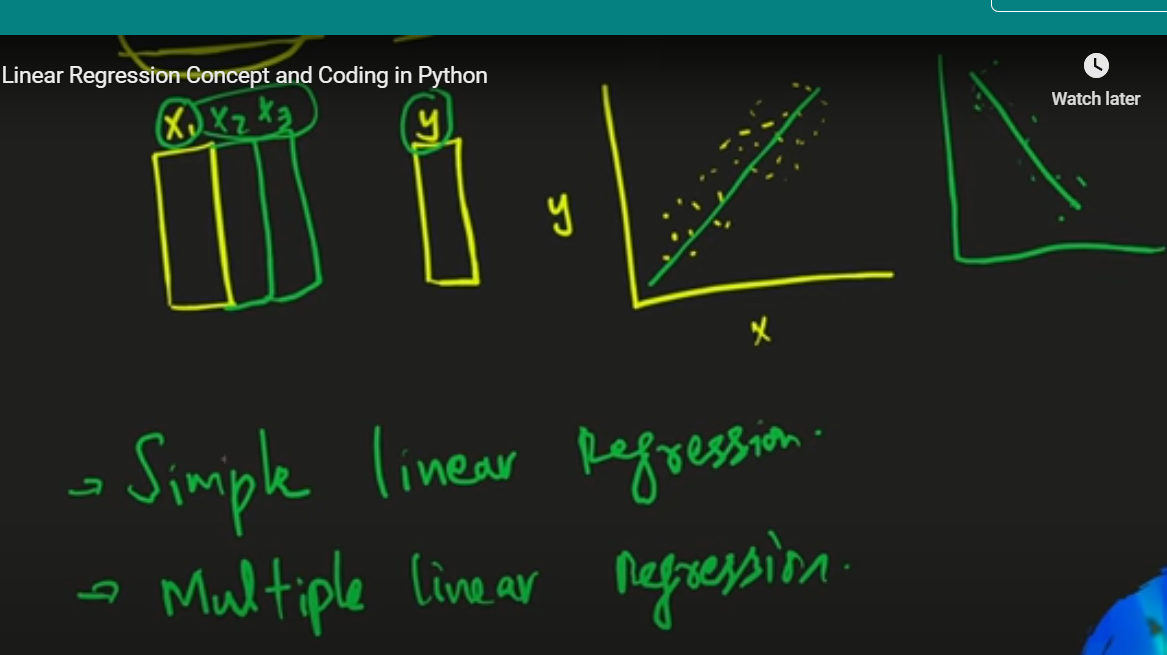 Linear Regression Concept and Coding in Python
Watch later
x₁ x₂ x₃
y
y
x
→ Simple linear Regression.
→ Multiple linear Regression.